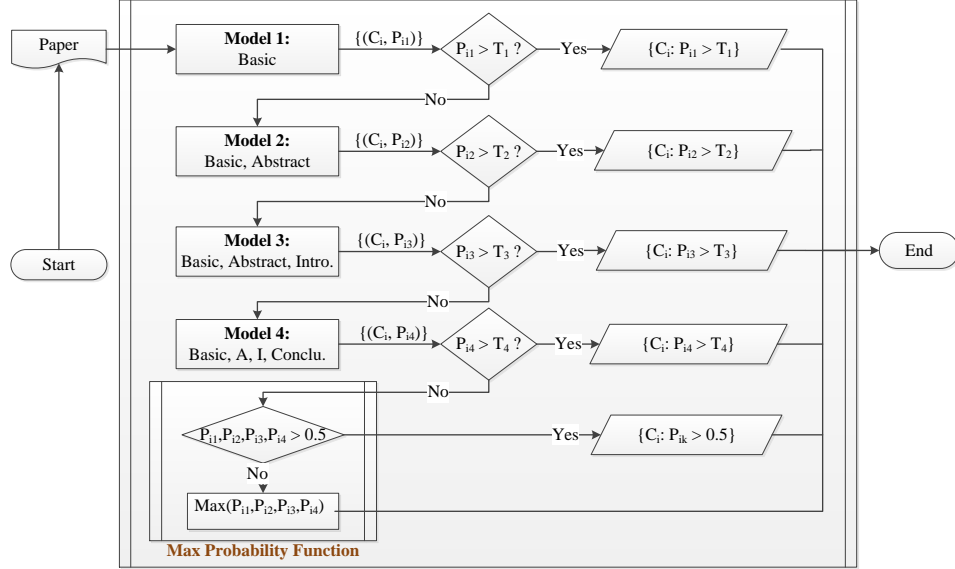 Paper
Model 1:
Basic
{(Cᵢ, Pᵢ₁)}
Pᵢ₁ > T₁ ?
Yes
{Cᵢ: Pᵢ₁ > T₁}
No
Model 2:
Basic, Abstract
{(Cᵢ, Pᵢ₂)}
Pᵢ₂ > T₂ ?
Yes
{Cᵢ: Pᵢ₂ > T₂}
No
Start
Model 3:
Basic, Abstract, Intro.
{(Cᵢ, Pᵢ₃)}
Pᵢ₃ > T₃ ?
Yes
{Cᵢ: Pᵢ₃ > T₃}
End
No
Model 4:
Basic, A, I, Conclu.
{(Cᵢ, Pᵢ₄)}
Pᵢ₄ > T₄ ?
Yes
{Cᵢ: Pᵢ₄ > T₄}
No
Pᵢ₁,Pᵢ₂,Pᵢ₃,Pᵢ₄ > 0.5
Yes
{Cᵢ: Pᵢₖ > 0.5}
No
Max(Pᵢ₁,Pᵢ₂,Pᵢ₃,Pᵢ₄)
Max Probability Function